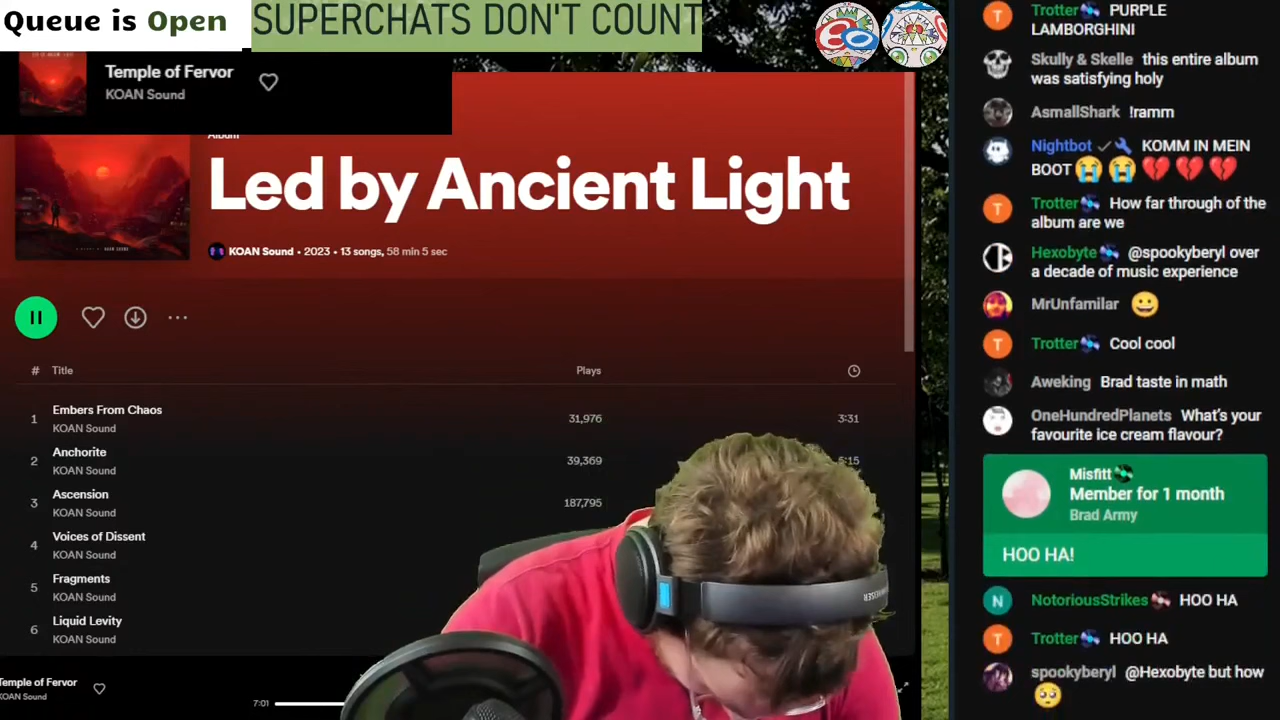 Queue is Open
SUPERCHATS DON'T COUNT
Temple of Fervor
KOAN Sound
Album
Led by Ancient Light
KOAN Sound • 2023 • 13 songs, 58 min 5 sec
# Title Plays
1 Embers From Chaos 31,976 3:31
KOAN Sound
2 Anchorite 39,369 5:15
KOAN Sound
3 Ascension 187,795
KOAN Sound
4 Voices of Dissent
KOAN Sound
5 Fragments
KOAN Sound
6 Liquid Levity
KOAN Sound
Temple of Fervor
KOAN Sound
7:01
SENNHEISER
Trotter PURPLE
LAMBORGHINI
Skully & Skelle this entire album
was satisfying holy
AsmallShark !ramm
Nightbot KOMM IN MEIN
BOOT 😭 😭 💔 💔 💔
Trotter How far through of the
album are we
Hexobyte @spookyberyl over
a decade of music experience
MrUnfamilar 😀
Trotter Cool cool
Aweking Brad taste in math
OneHundredPlanets What's your
favourite ice cream flavour?
Misfitt
Member for 1 month
Brad Army
HOO HA!
N NotoriousStrikes HOO HA
T Trotter HOO HA
spookyberyl @Hexobyte but how
🥺